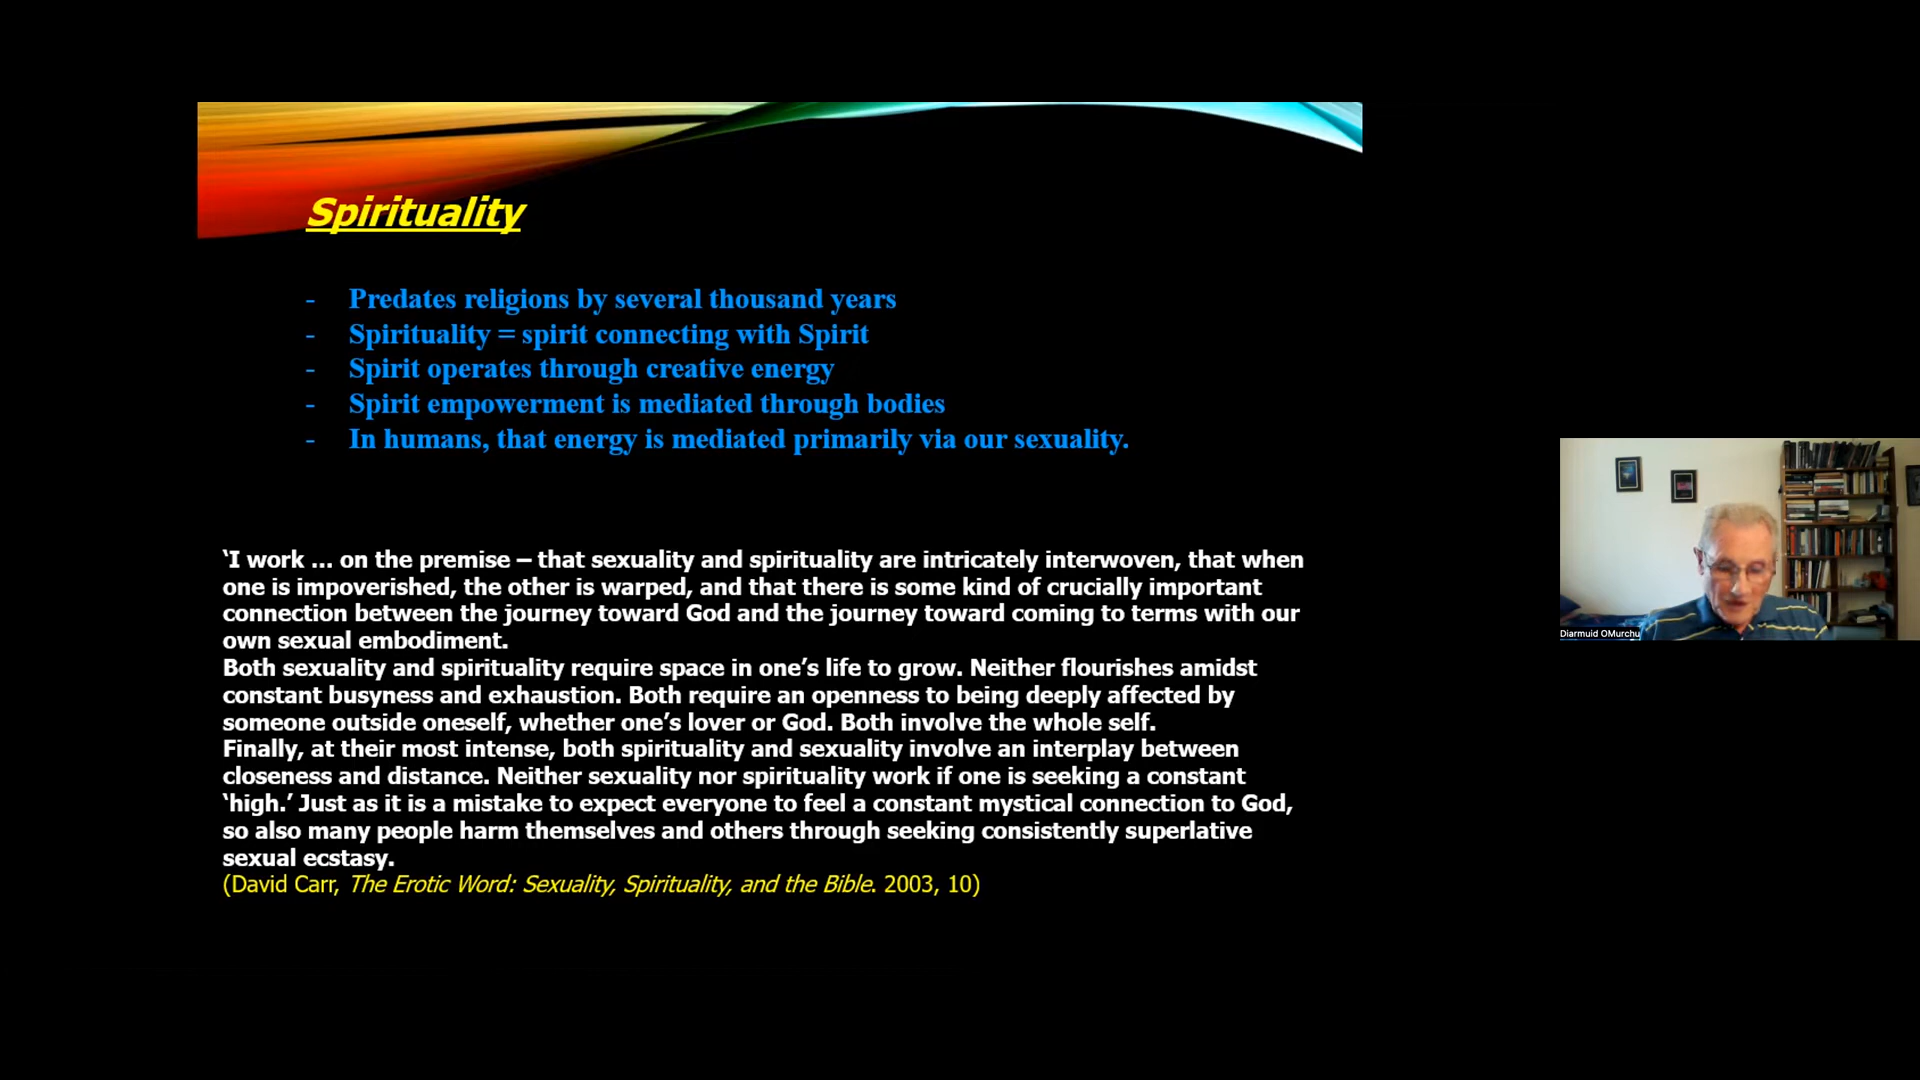 Spirituality
- Predates religions by several thousand years
- Spirituality = spirit connecting with Spirit
- Spirit operates through creative energy
- Spirit empowerment is mediated through bodies
- In humans, that energy is mediated primarily via our sexuality.
‘I work … on the premise – that sexuality and spirituality are intricately interwoven, that when
one is impoverished, the other is warped, and that there is some kind of crucially important
connection between the journey toward God and the journey toward coming to terms with our
own sexual embodiment.
Both sexuality and spirituality require space in one’s life to grow. Neither flourishes amidst
constant busyness and exhaustion. Both require an openness to being deeply affected by
someone outside oneself, whether one’s lover or God. Both involve the whole self.
Finally, at their most intense, both spirituality and sexuality involve an interplay between
closeness and distance. Neither sexuality nor spirituality work if one is seeking a constant
‘high.’ Just as it is a mistake to expect everyone to feel a constant mystical connection to God,
so also many people harm themselves and others through seeking consistently superlative
sexual ecstasy.
(David Carr, The Erotic Word: Sexuality, Spirituality, and the Bible. 2003, 10)
Diarmuid OMurchu